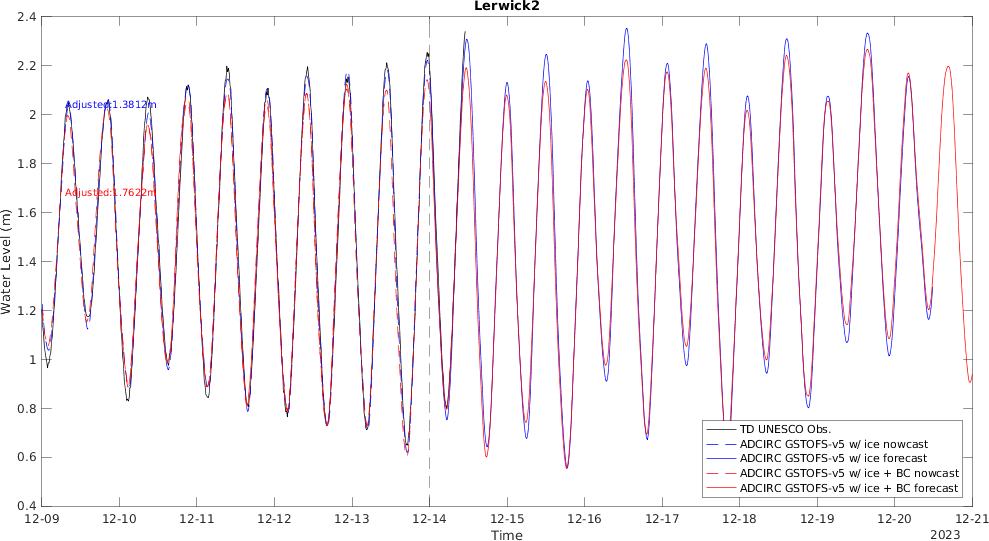 Lerwick2
2.4
2.2
2
1.8
1.6
1.4
1.2
1
0.8
0.6
0.4
Water Level (m)
Adjusted:1.3812m
Adjusted:1.7622m
TD UNESCO Obs.
ADCIRC GSTOFS-v5 w/ ice nowcast
ADCIRC GSTOFS-v5 w/ ice forecast
ADCIRC GSTOFS-v5 w/ ice + BC nowcast
ADCIRC GSTOFS-v5 w/ ice + BC forecast
12-09 12-10 12-11 12-12 12-13 12-14 12-15 12-16 12-17 12-18 12-19 12-20 12-21
Time
2023